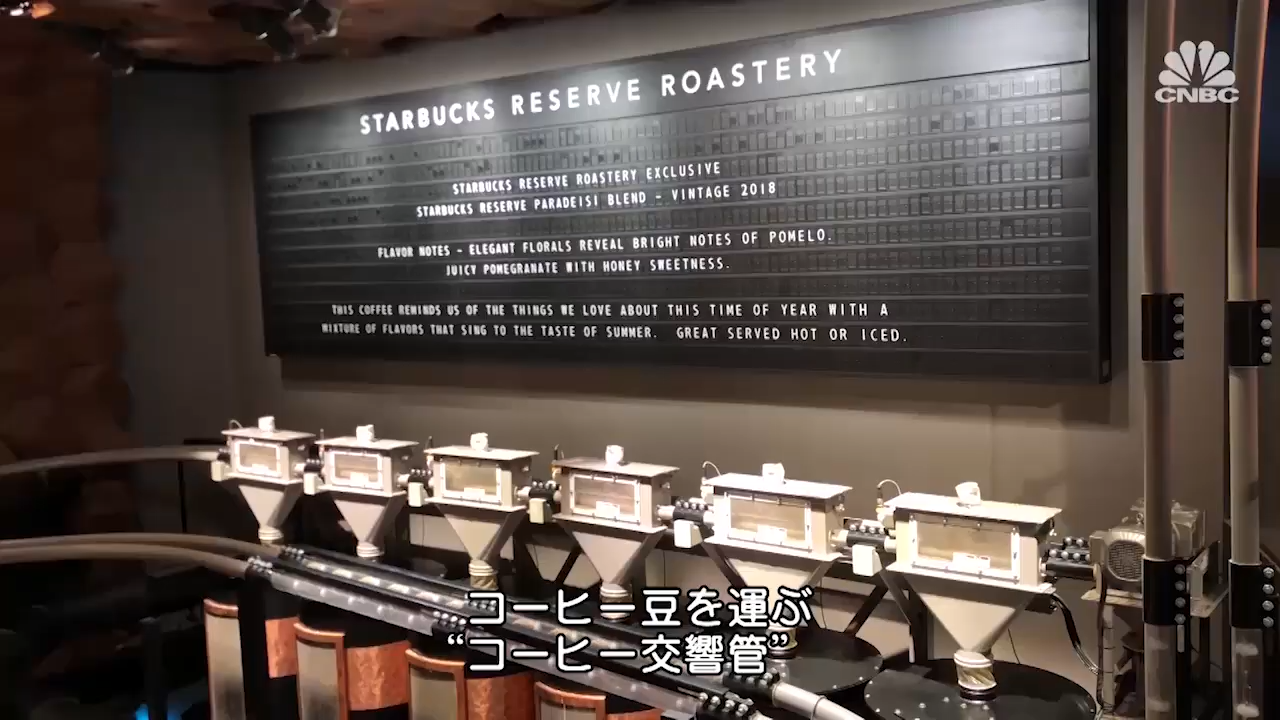 STARBUCKS RESERVE ROASTERY
CNBC
STARBUCKS RESERVE ROASTERY EXCLUSIVE
STARBUCKS RESERVE PARADEISI BLEND – VINTAGE 2018
FLAVOR NOTES – ELEGANT FLORALS REVEAL BRIGHT NOTES OF POMELO.
JUICY POMEGRANATE WITH HONEY SWEETNESS.
THIS COFFEE REMINDS US OF THE THINGS WE LOVE ABOUT THIS TIME OF YEAR WITH A
MIXTURE OF FLAVORS THAT SING TO THE TASTE OF SUMMER. GREAT SERVED HOT OR ICED.
コーヒー豆を運ぶ
“コーヒー交響管”